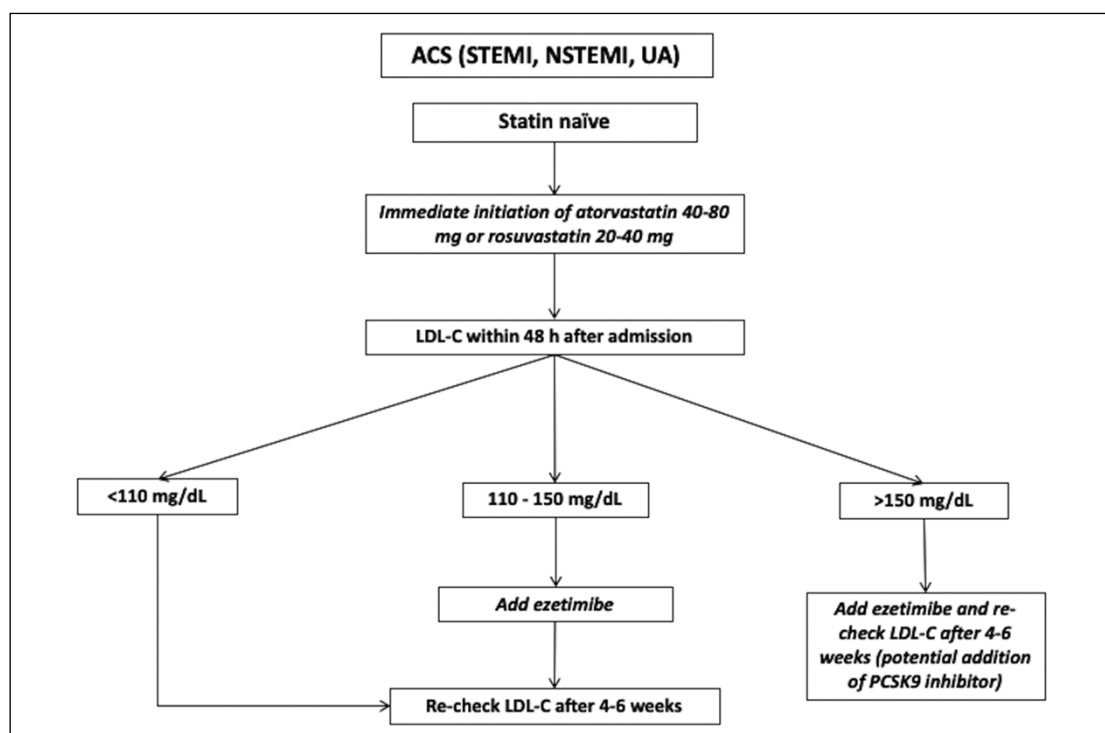 ACS (STEMI, NSTEMI, UA)
Statin naïve
Immediate initiation of atorvastatin 40-80
mg or rosuvastatin 20-40 mg
LDL-C within 48 h after admission
<110 mg/dL
110 - 150 mg/dL
>150 mg/dL
Add ezetimibe
Add ezetimibe and re-
check LDL-C after 4-6
weeks (potential addition
of PCSK9 inhibitor)
Re-check LDL-C after 4-6 weeks